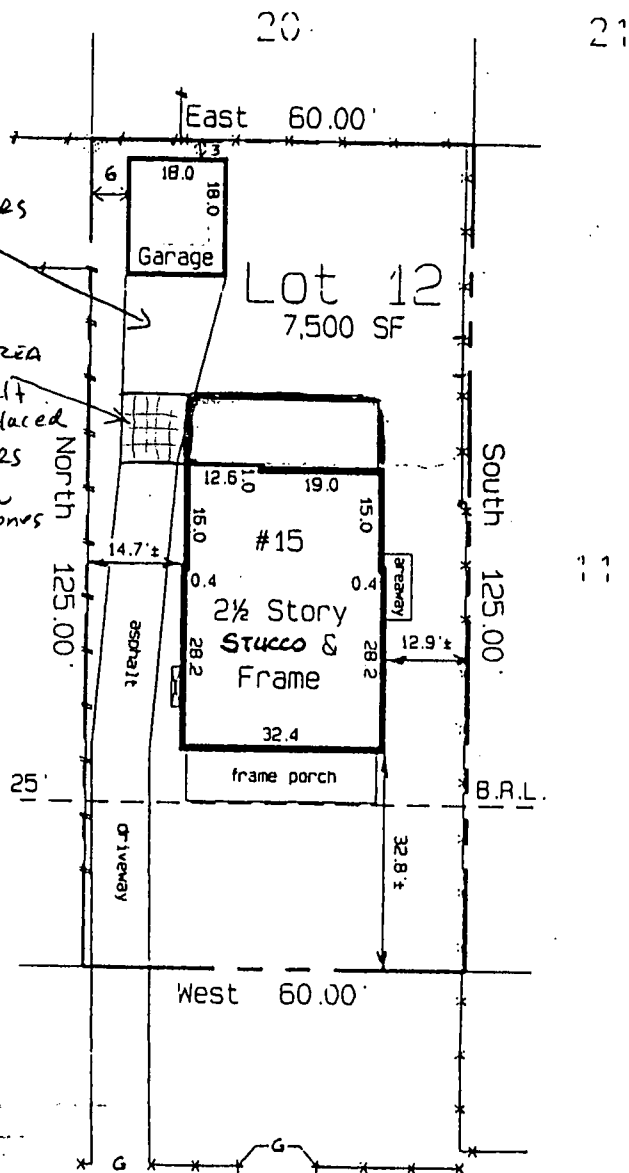 20
21
East 60.00'
3
6
18.0
18.0
Garage
Lot 12
7,500 SF
North 125.00'
South 125.00'
12.6
1.0
19.0
15.0
15.0
#15
14.7'±
0.4
0.4
areaway
11
2½ Story
STUCCO &
Frame
12.9'±
28.2
28.2
asphalt
32.4
frame porch
25'
B.R.L.
driveway
32.8'±
West 60.00'
G
G